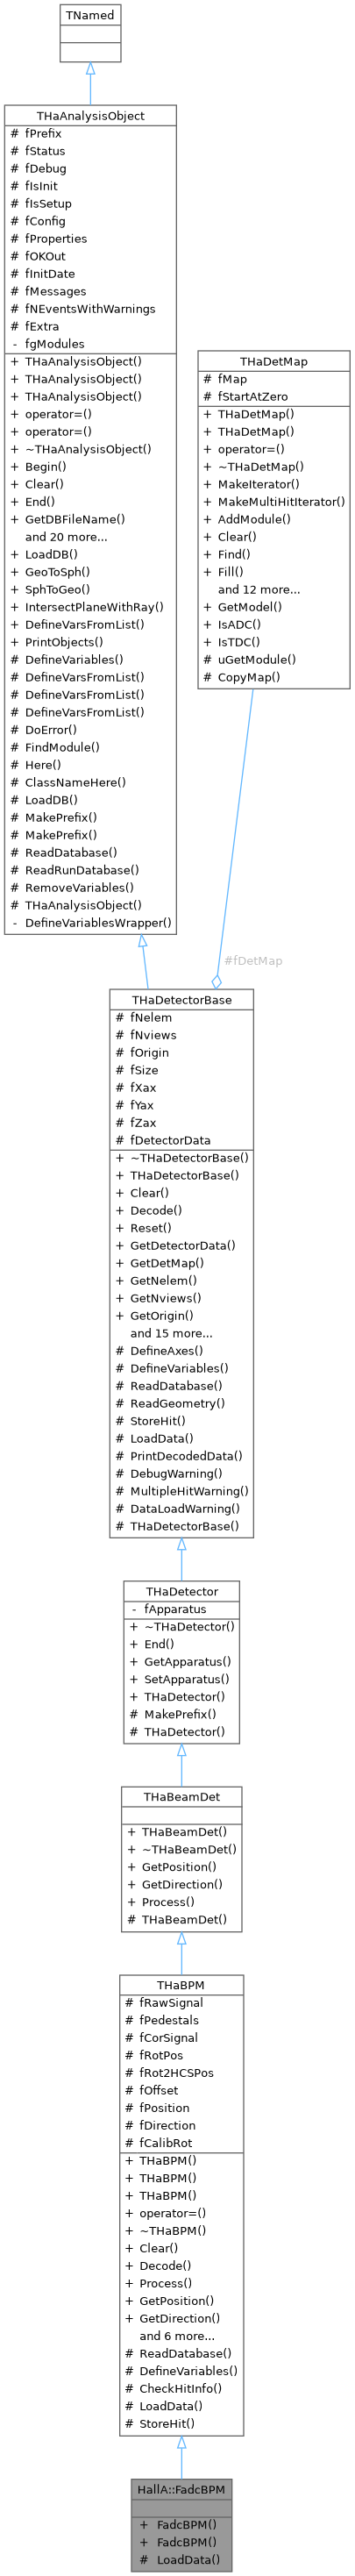 TNamed
THaAnalysisObject
# fPrefix
# fStatus
# fDebug
# fIsInit
# fIsSetup
# fConfig
# fProperties
# fOKOut
# fInitDate
# fMessages
# fNEventsWithWarnings
# fExtra
- fgModules
+ THaAnalysisObject()
+ THaAnalysisObject()
+ THaAnalysisObject()
+ operator=()
+ operator=()
+ ~THaAnalysisObject()
+ Begin()
+ Clear()
+ End()
+ GetDBFileName()
and 20 more...
+ LoadDB()
+ GeoToSph()
+ SphToGeo()
+ IntersectPlaneWithRay()
+ DefineVarsFromList()
+ PrintObjects()
# DefineVariables()
# DefineVarsFromList()
# DefineVarsFromList()
# DefineVarsFromList()
# DoError()
# FindModule()
# Here()
# ClassNameHere()
# LoadDB()
# MakePrefix()
# MakePrefix()
# ReadDatabase()
# ReadRunDatabase()
# RemoveVariables()
# THaAnalysisObject()
- DefineVariablesWrapper()
THaDetMap
# fMap
# fStartAtZero
+ THaDetMap()
+ THaDetMap()
+ operator=()
+ ~THaDetMap()
+ MakeIterator()
+ MakeMultiHitIterator()
+ AddModule()
+ Clear()
+ Find()
+ Fill()
and 12 more...
+ GetModel()
+ IsADC()
+ IsTDC()
# uGetModule()
# CopyMap()
#fDetMap
THaDetectorBase
# fNelem
# fNviews
# fOrigin
# fSize
# fXax
# fYax
# fZax
# fDetectorData
+ ~THaDetectorBase()
+ THaDetectorBase()
+ Clear()
+ Decode()
+ Reset()
+ GetDetectorData()
+ GetDetMap()
+ GetNelem()
+ GetNviews()
+ GetOrigin()
and 15 more...
# DefineAxes()
# DefineVariables()
# ReadDatabase()
# ReadGeometry()
# StoreHit()
# LoadData()
# PrintDecodedData()
# DebugWarning()
# MultipleHitWarning()
# DataLoadWarning()
# THaDetectorBase()
THaDetector
- fApparatus
+ ~THaDetector()
+ End()
+ GetApparatus()
+ SetApparatus()
+ THaDetector()
# MakePrefix()
# THaDetector()
THaBeamDet
+ THaBeamDet()
+ ~THaBeamDet()
+ GetPosition()
+ GetDirection()
+ Process()
# THaBeamDet()
THaBPM
# fRawSignal
# fPedestals
# fCorSignal
# fRotPos
# fRot2HCSPos
# fOffset
# fPosition
# fDirection
# fCalibRot
+ THaBPM()
+ THaBPM()
+ THaBPM()
+ operator=()
+ ~THaBPM()
+ Clear()
+ Decode()
+ Process()
+ GetPosition()
+ GetDirection()
and 6 more...
# ReadDatabase()
# DefineVariables()
# CheckHitInfo()
# LoadData()
# StoreHit()
HallA::FadcBPM
+ FadcBPM()
+ FadcBPM()
# LoadData()